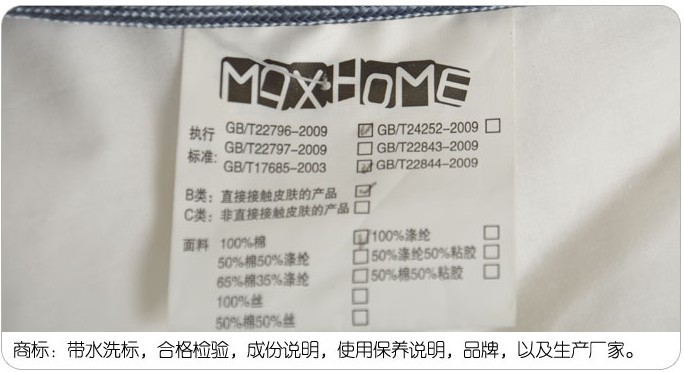 MAXHOME
执行 GB/T22796-2009 GB/T24252-2009
标准: GB/T22797-2009 GB/T22843-2009
GB/T17685-2003 GB/T22844-2009
B类：直接接触皮肤的产品
C类：非直接接触皮肤的产品
面料 100%棉 100%涤纶
50%棉50%涤纶 50%涤纶50%粘胶
65%棉35%涤纶 50%棉50%粘胶
100%丝
50%棉50%丝
商标：带水洗标，合格检验，成份说明，使用保养说明，品牌，以及生产厂家。